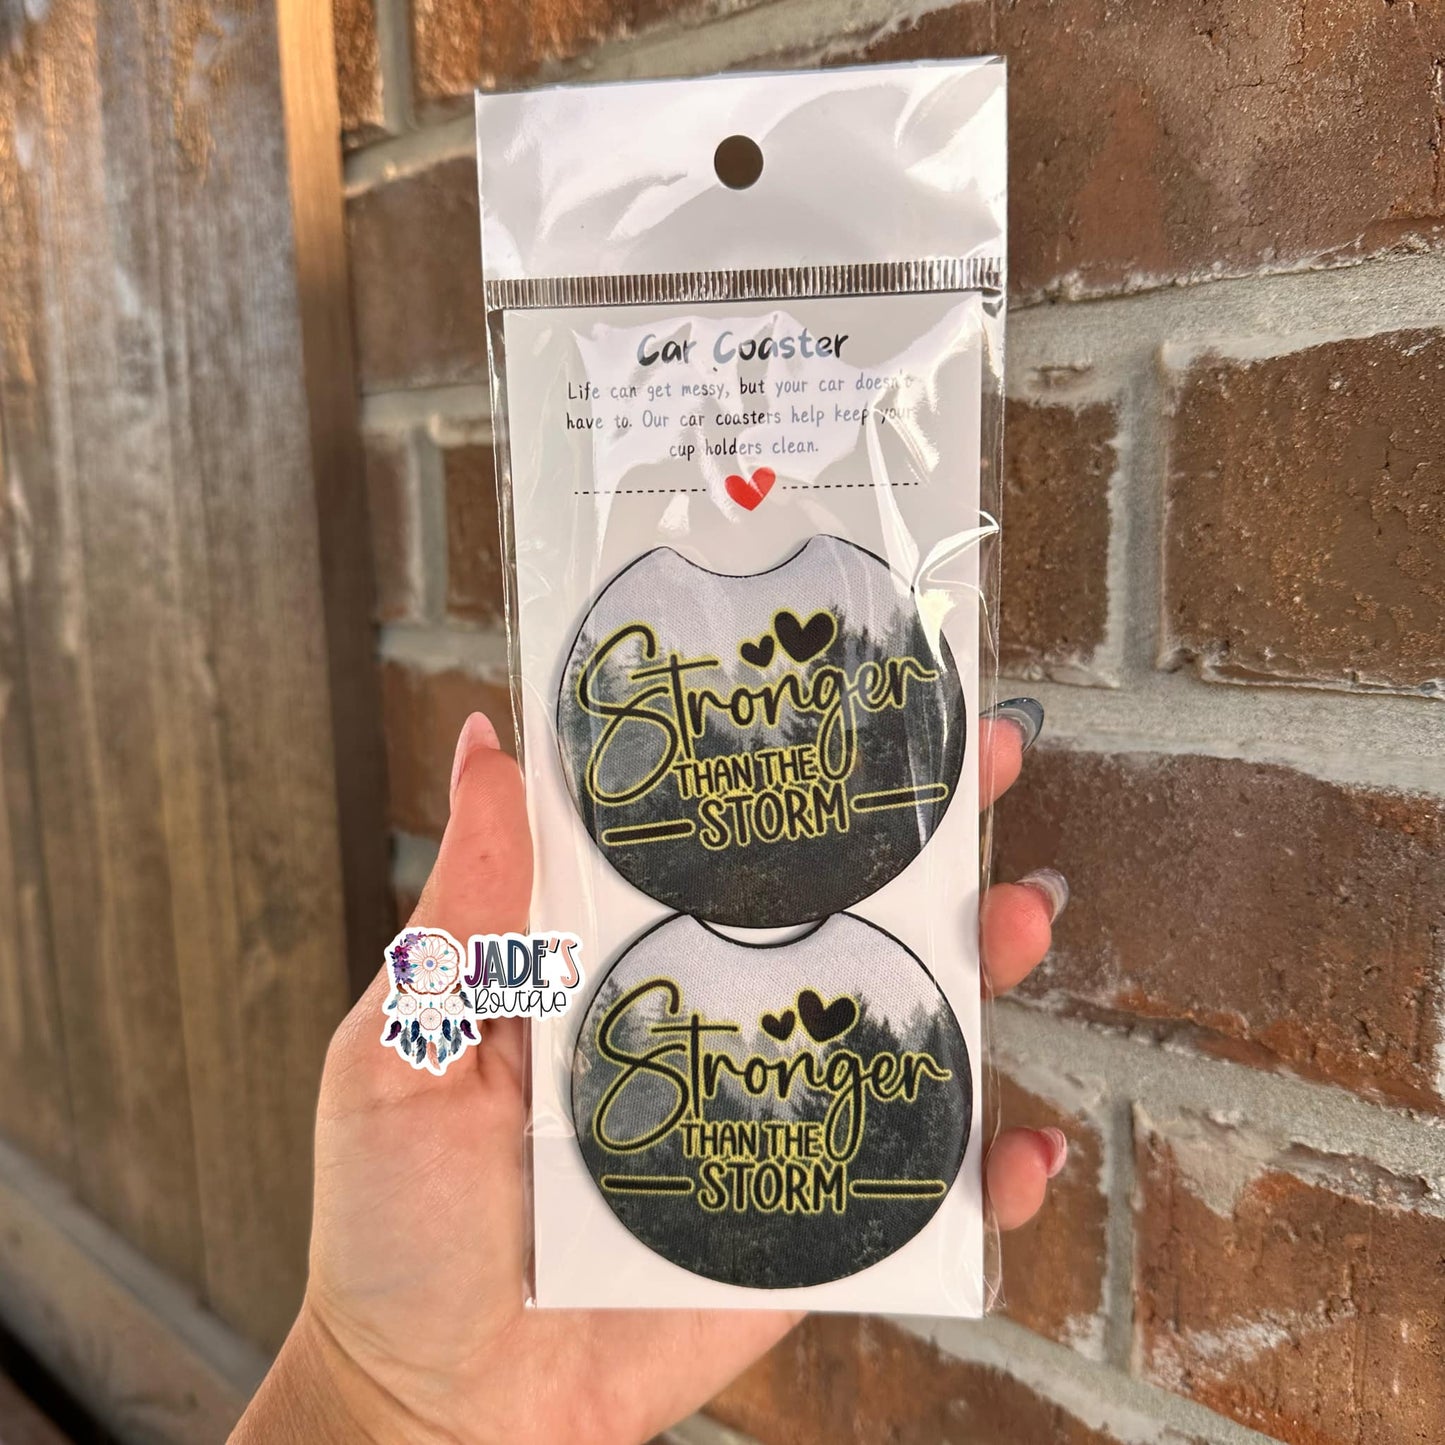 Car Coaster
Life can get messy, but your car doesn't
have to. Our car coasters help keep your
cup holders clean.
Stronger
THAN THE
STORM
JADE'S
Boutique
Stronger
THAN THE
STORM